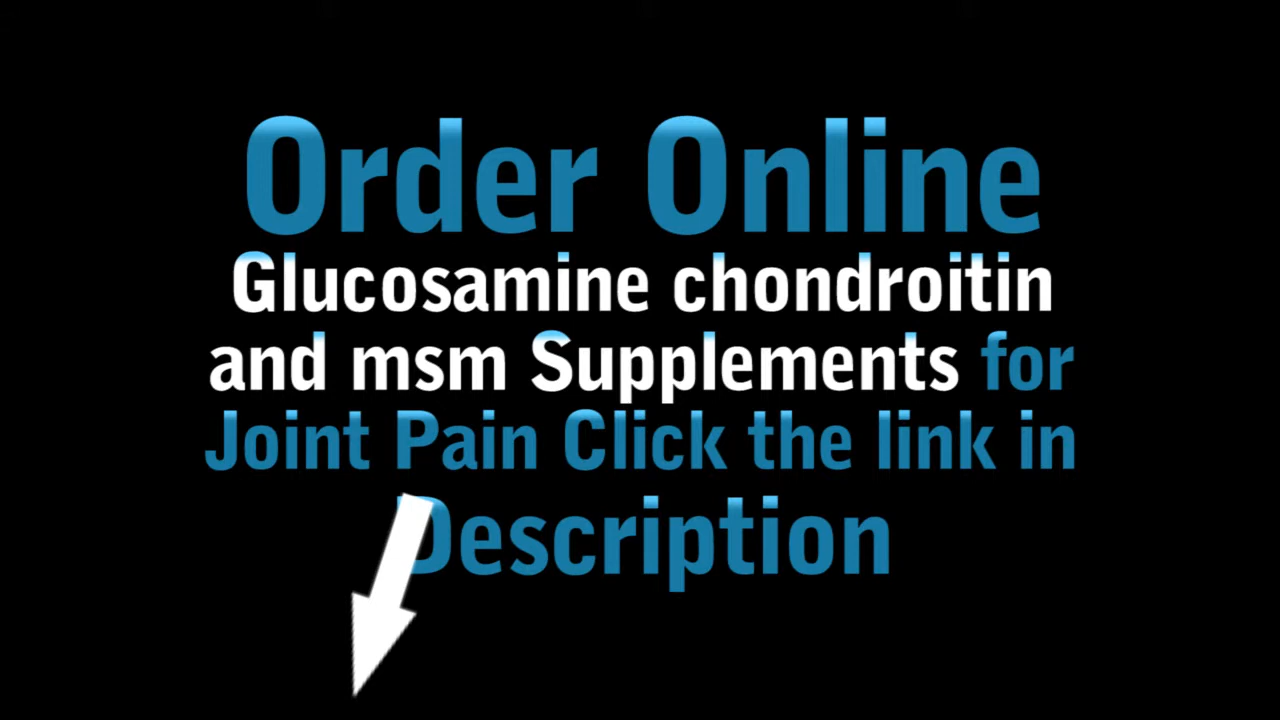 Order Online
Glucosamine chondroitin
and msm Supplements for
Joint Pain Click the link in
Description